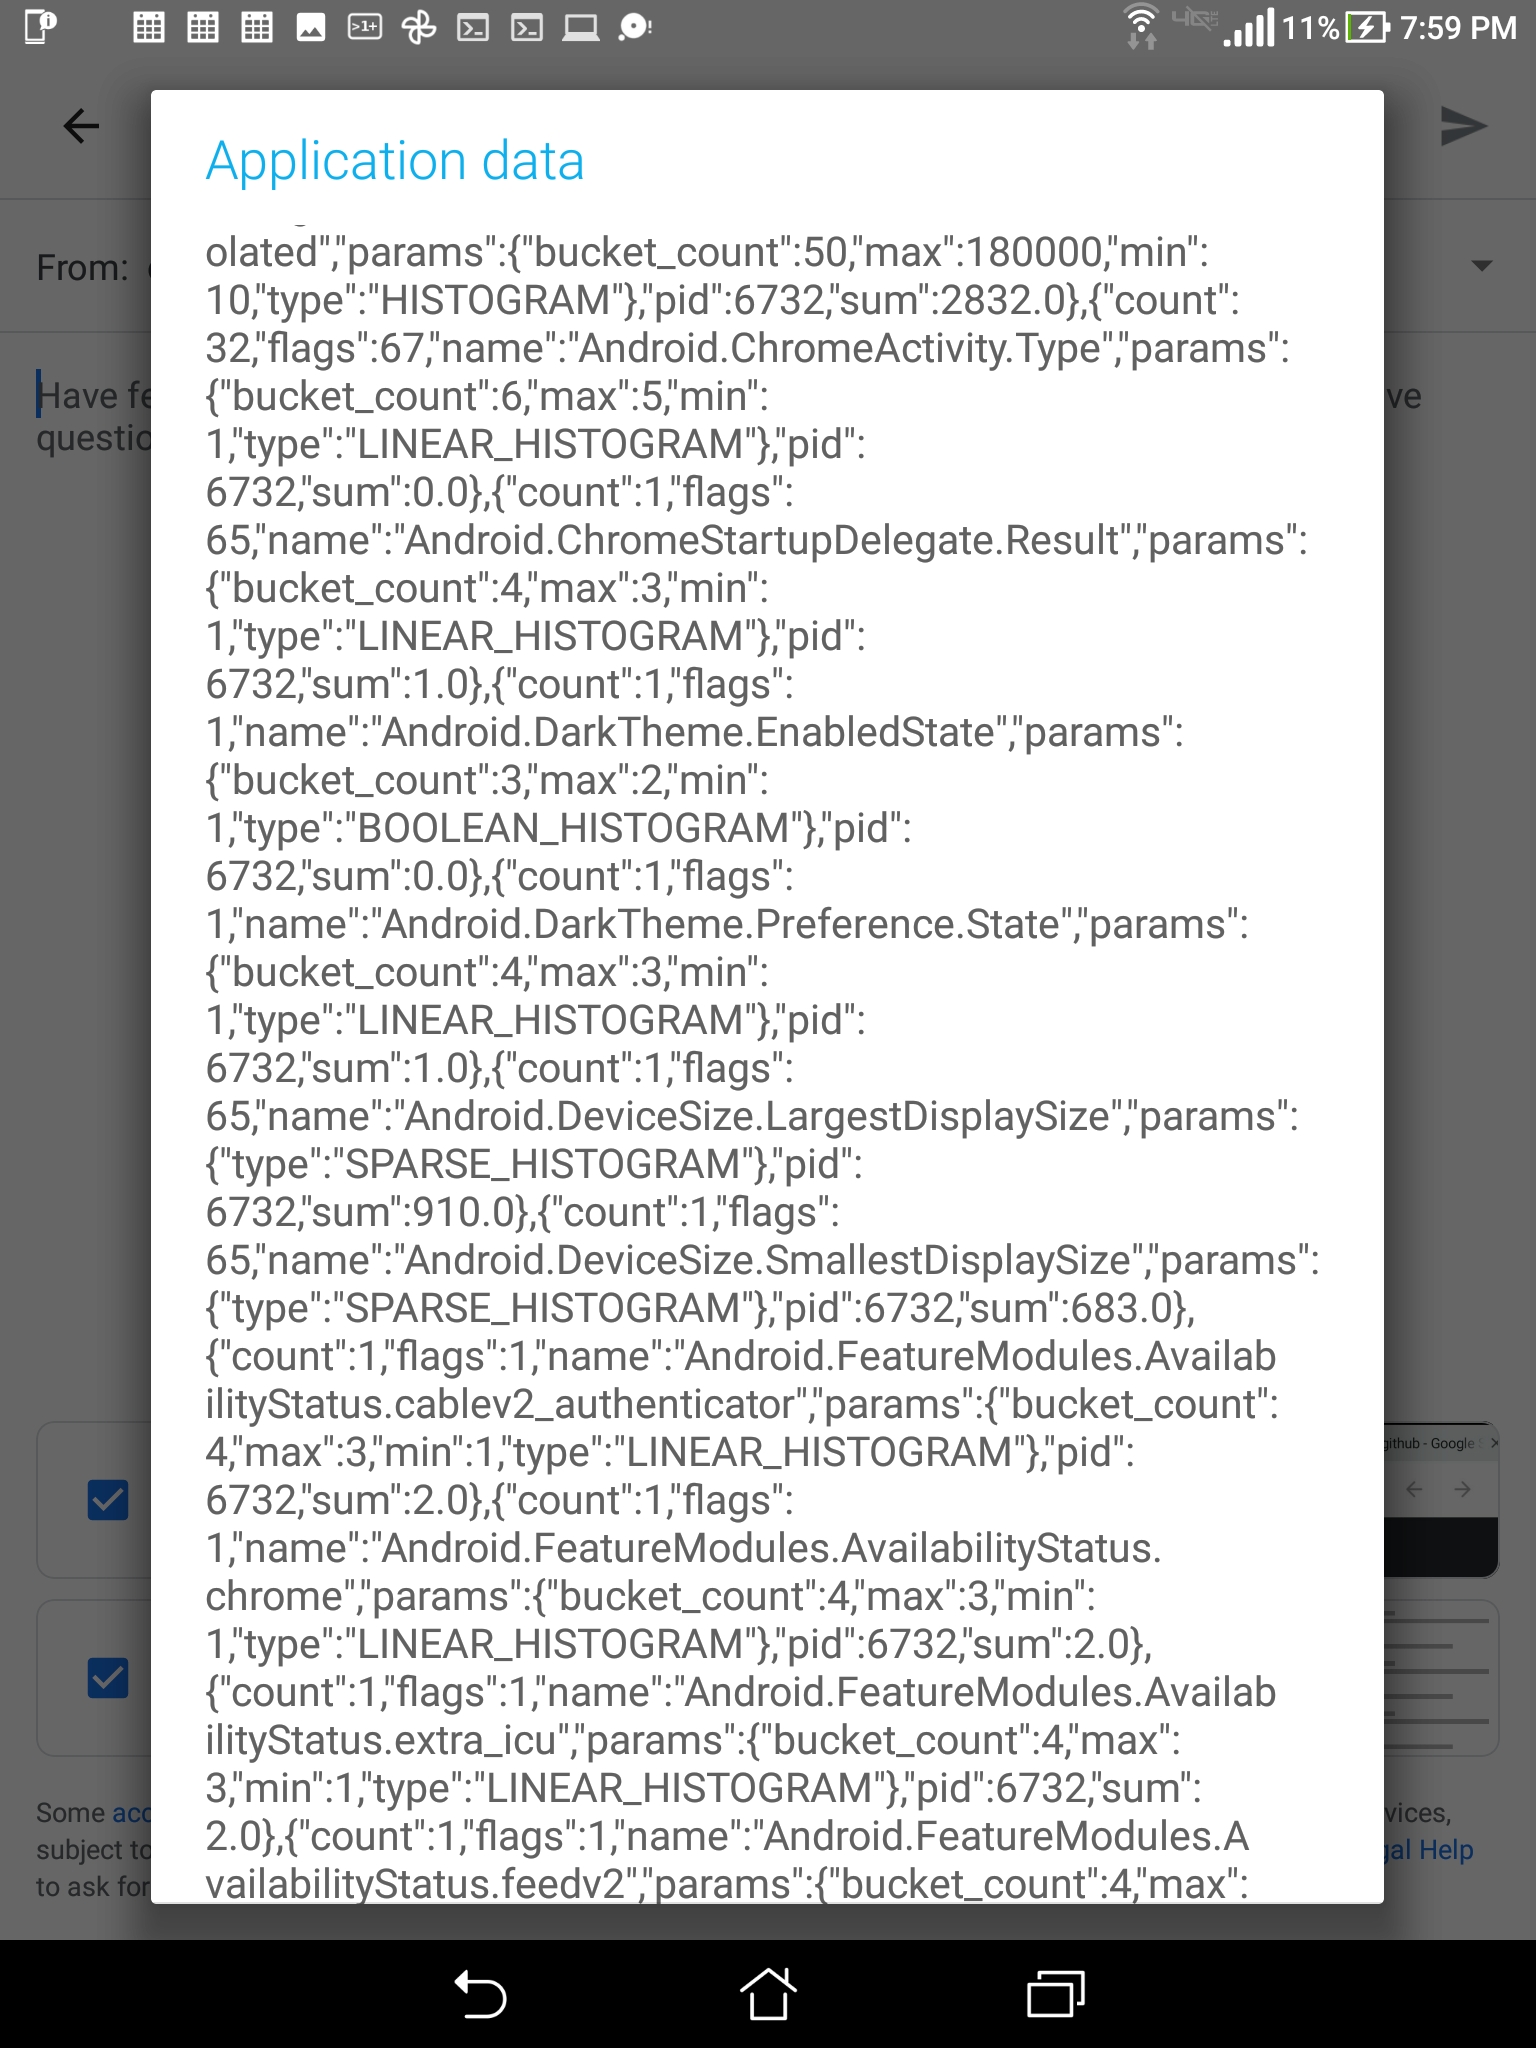 11% 7:59 PM
Application data
From:
olated","params":{"bucket_count":50,"max":180000,"min":
10,"type":"HISTOGRAM"},"pid":6732,"sum":2832.0},{"count":
32,"flags":67,"name":"Android.ChromeActivity.Type","params":
{"bucket_count":6,"max":5,"min":
1,"type":"LINEAR_HISTOGRAM"},"pid":
6732,"sum":0.0},{"count":1,"flags":
65,"name":"Android.ChromeStartupDelegate.Result","params":
{"bucket_count":4,"max":3,"min":
1,"type":"LINEAR_HISTOGRAM"},"pid":
6732,"sum":1.0},{"count":1,"flags":
1,"name":"Android.DarkTheme.EnabledState","params":
{"bucket_count":3,"max":2,"min":
1,"type":"BOOLEAN_HISTOGRAM"},"pid":
6732,"sum":0.0},{"count":1,"flags":
1,"name":"Android.DarkTheme.Preference.State","params":
{"bucket_count":4,"max":3,"min":
1,"type":"LINEAR_HISTOGRAM"},"pid":
6732,"sum":1.0},{"count":1,"flags":
65,"name":"Android.DeviceSize.LargestDisplaySize","params":
{"type":"SPARSE_HISTOGRAM"},"pid":
6732,"sum":910.0},{"count":1,"flags":
65,"name":"Android.DeviceSize.SmallestDisplaySize","params":
{"type":"SPARSE_HISTOGRAM"},"pid":6732,"sum":683.0},
{"count":1,"flags":1,"name":"Android.FeatureModules.Availab
ilityStatus.cablev2_authenticator","params":{"bucket_count":
4,"max":3,"min":1,"type":"LINEAR_HISTOGRAM"},"pid":
6732,"sum":2.0},{"count":1,"flags":
1,"name":"Android.FeatureModules.AvailabilityStatus.
chrome","params":{"bucket_count":4,"max":3,"min":
1,"type":"LINEAR_HISTOGRAM"},"pid":6732,"sum":2.0},
{"count":1,"flags":1,"name":"Android.FeatureModules.Availab
ilityStatus.extra_icu","params":{"bucket_count":4,"max":
3,"min":1,"type":"LINEAR_HISTOGRAM"},"pid":6732,"sum":
2.0},{"count":1,"flags":1,"name":"Android.FeatureModules.A
vailabilityStatus.feedv2","params":{"bucket_count":4,"max":
Have fe
ve
questio
github - Google
Some acc
vices,
subject to
gal Help
to ask for